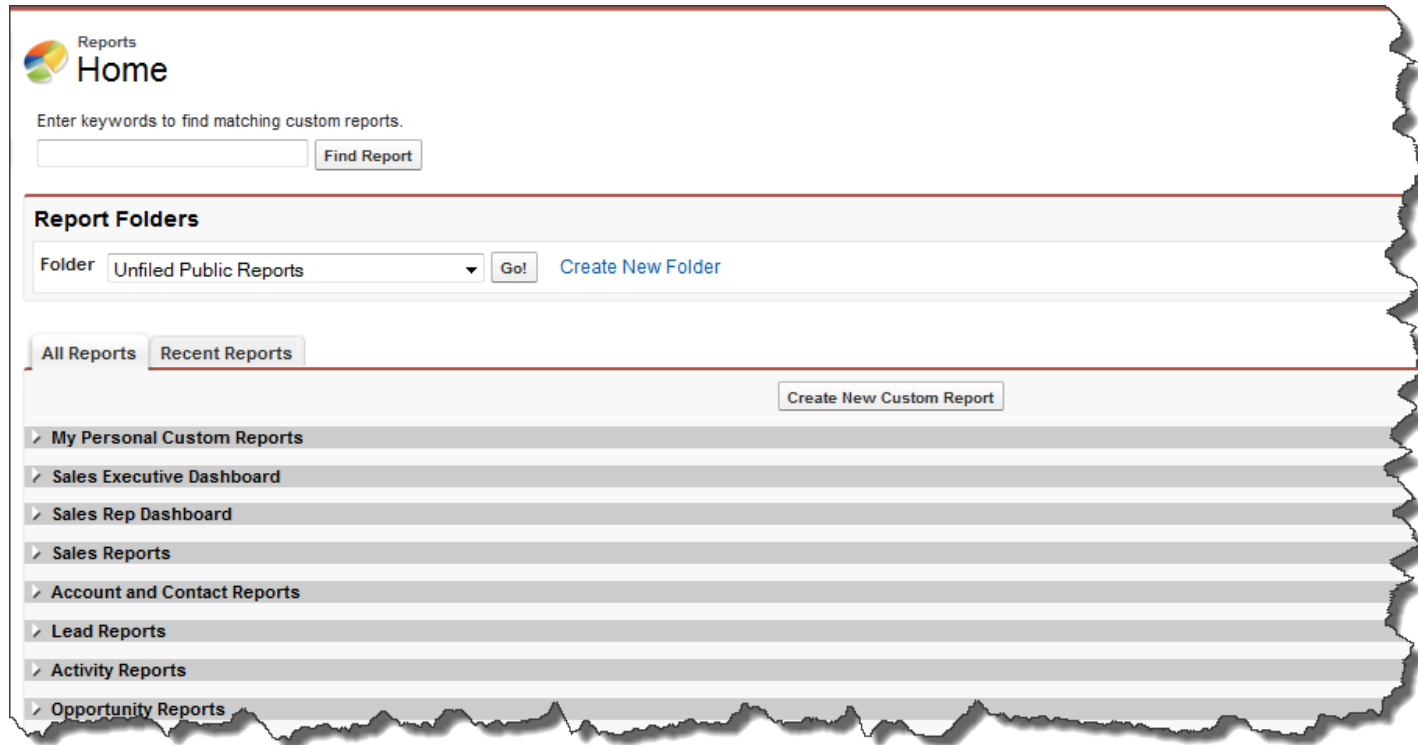 Reports
Home
Enter keywords to find matching custom reports.
Find Report
Report Folders
Folder Unfiled Public Reports Go! Create New Folder
All Reports Recent Reports
Create New Custom Report
My Personal Custom Reports
Sales Executive Dashboard
Sales Rep Dashboard
Sales Reports
Account and Contact Reports
Lead Reports
Activity Reports
Opportunity Reports